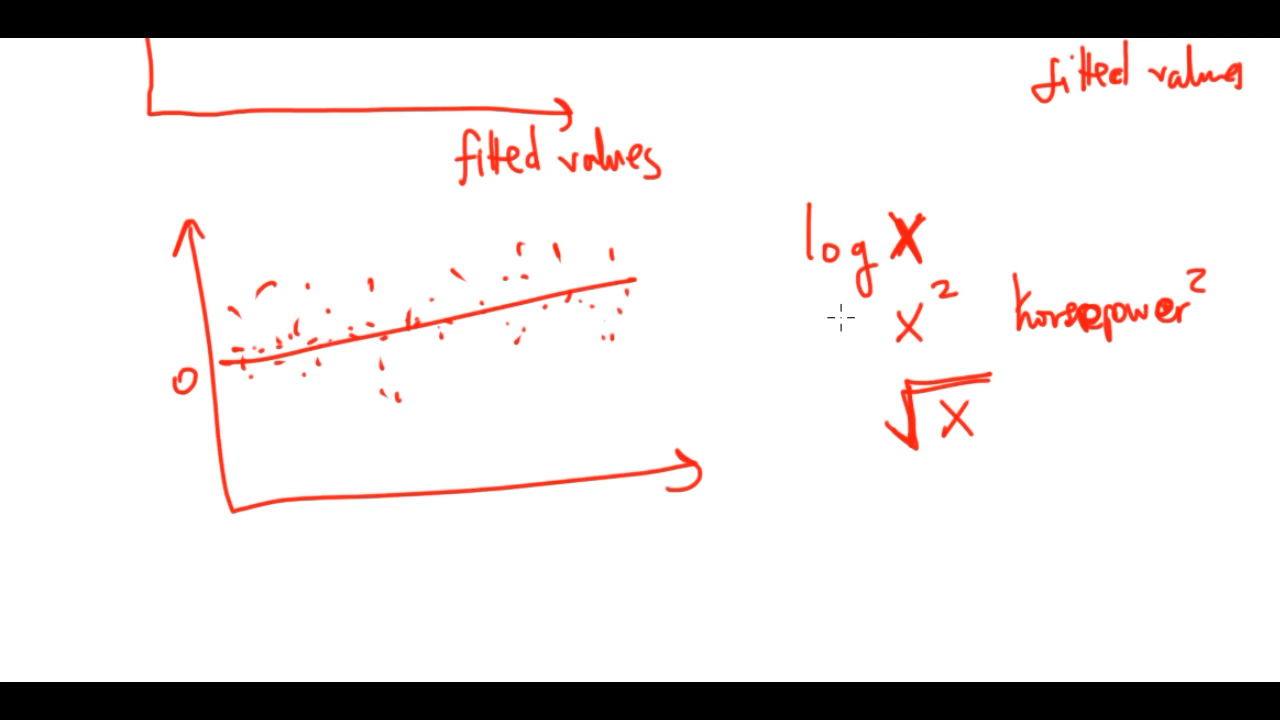 fitted values
fitted values
log X
x² horsepower²
0
√x